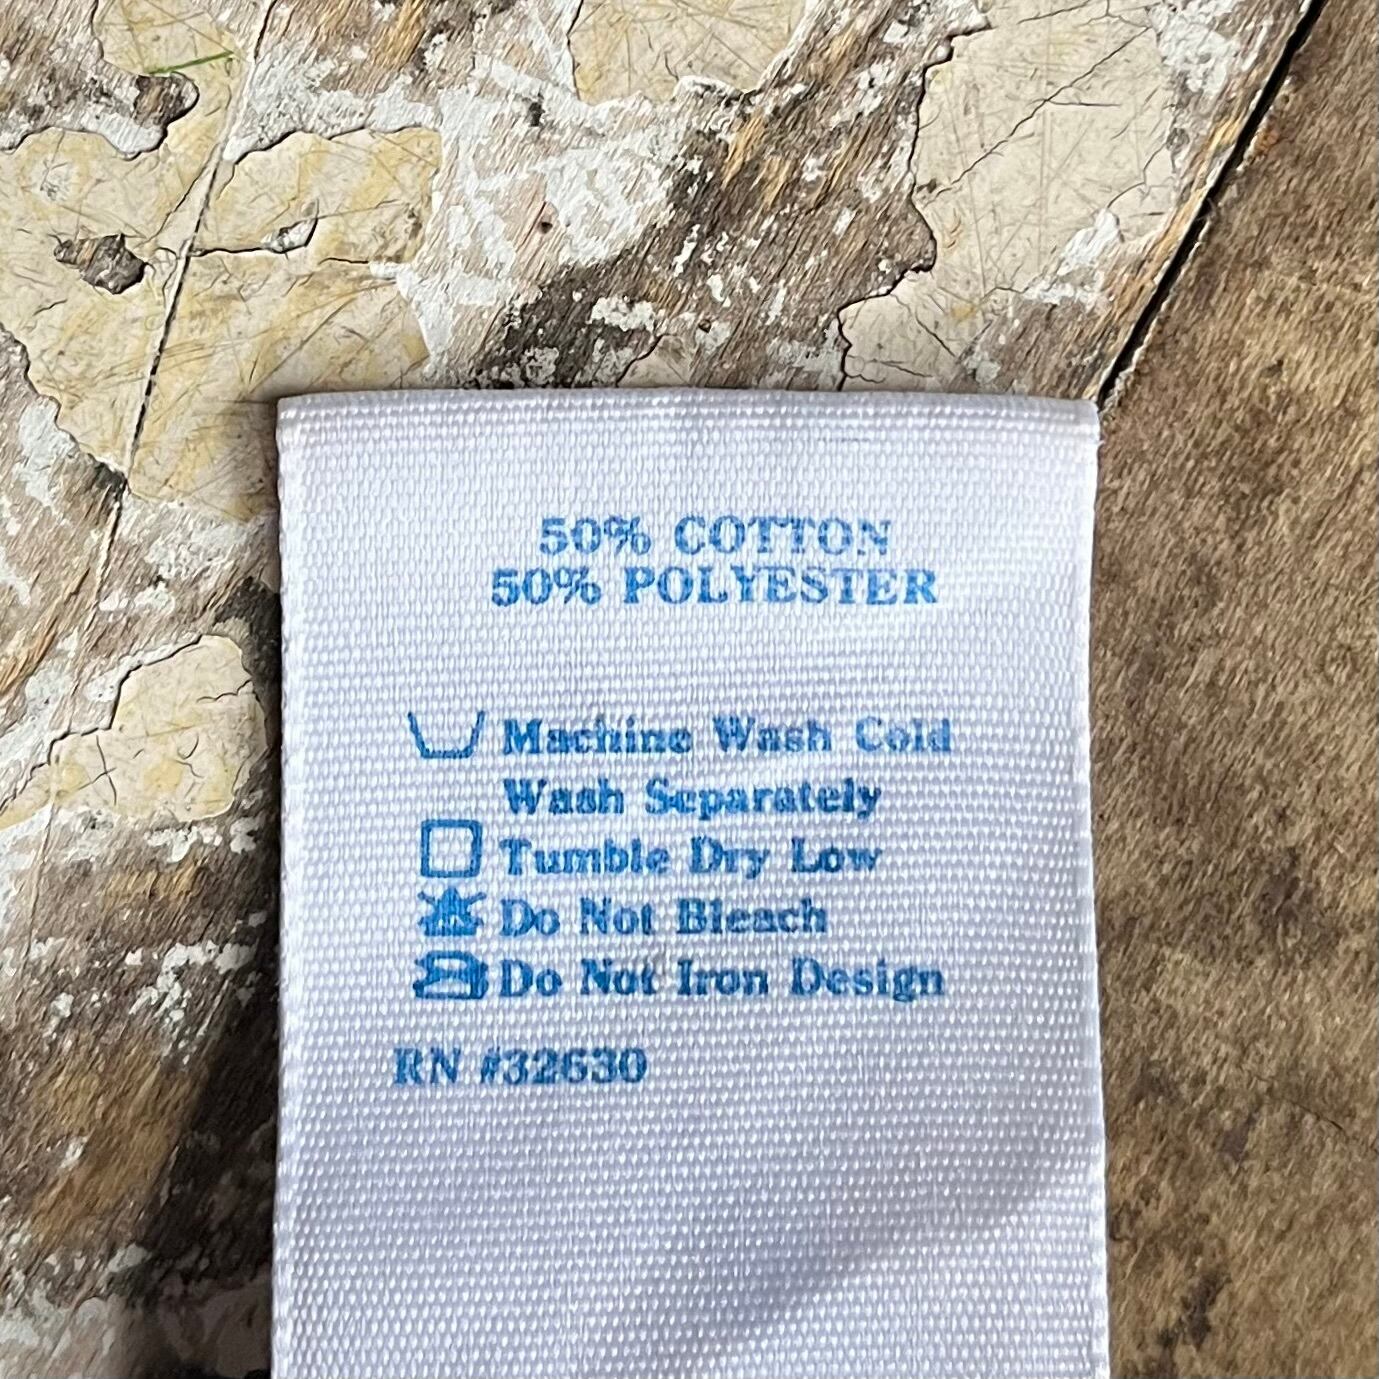 50% COTTON
50% POLYESTER
Machine Wash Cold
Wash Separately
Tumble Dry Low
Do Not Bleach
Do Not Iron Design
RN #32630